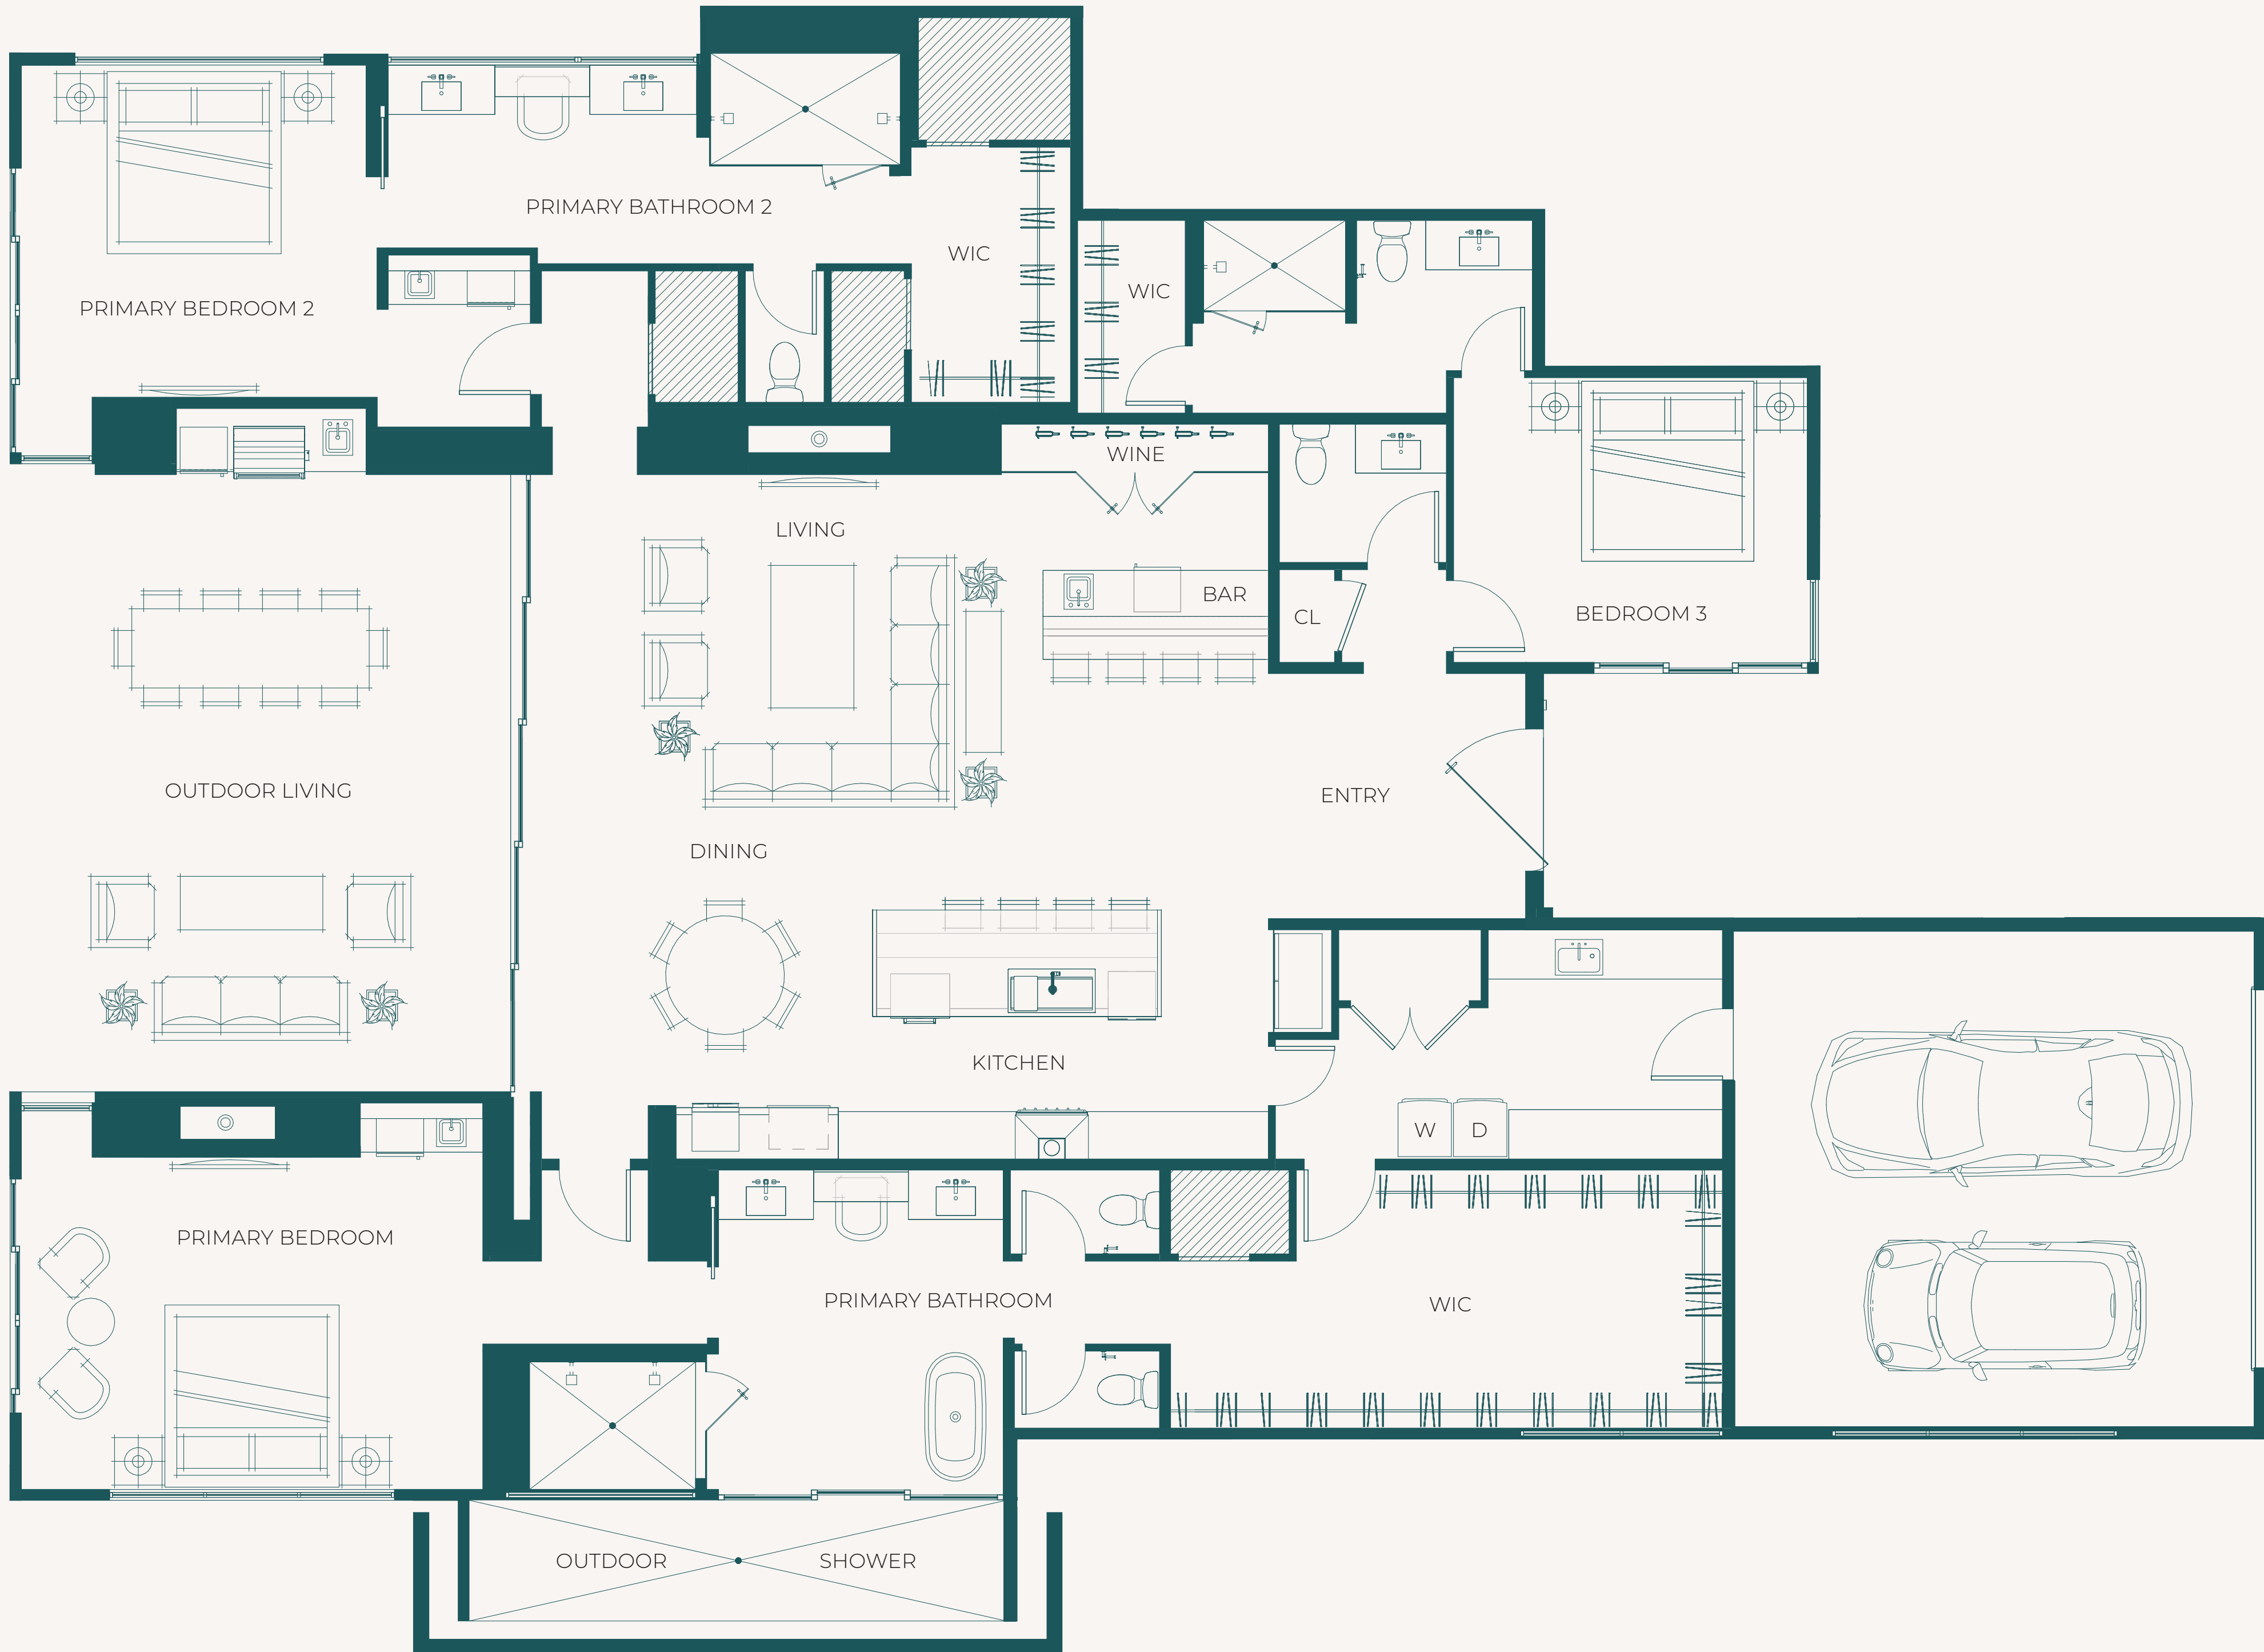 PRIMARY BATHROOM 2
WIC
WIC
PRIMARY BEDROOM 2
WINE
LIVING
BAR
CL
BEDROOM 3
OUTDOOR LIVING
ENTRY
DINING
KITCHEN
W
D
PRIMARY BEDROOM
PRIMARY BATHROOM
WIC
OUTDOOR SHOWER